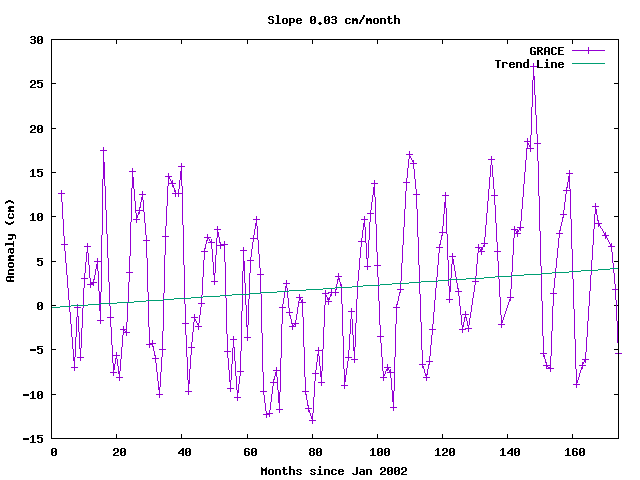 Slope 0.03 cm/month
GRACE
Trend Line
30
25
20
15
10
5
0
-5
-10
-15
Anomaly (cm)
0 20 40 60 80 100 120 140 160
Months since Jan 2002